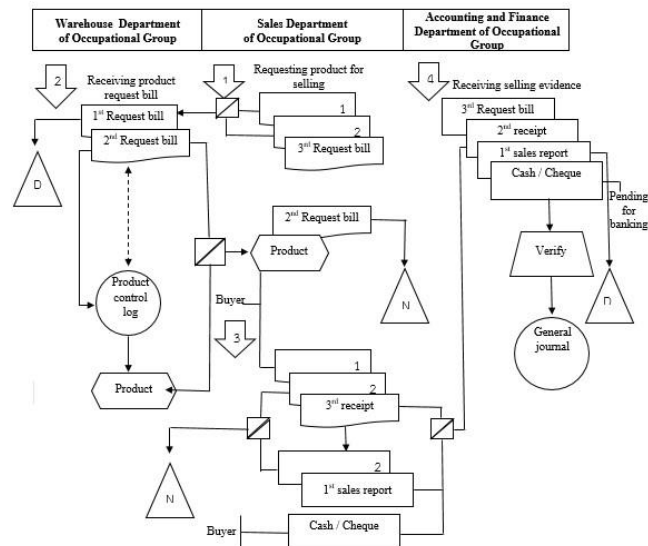 Warehouse Department
of Occupational Group
Sales Department
of Occupational Group
Accounting and Finance
Department of Occupational
Group
2
Receiving product
request bill
1st Request bill
2nd Request bill
D
Product
control
log
Product
1
Requesting product for
selling
1
2
3rd Request bill
2nd Request bill
Product
N
Buyer
3
1
2
3rd receipt
2
1st sales report
N
Buyer
Cash / Cheque
4
Receiving selling evidence
3rd Request bill
2nd receipt
1st sales report
Cash / Cheque
Pending
for
banking
Verify
General
journal